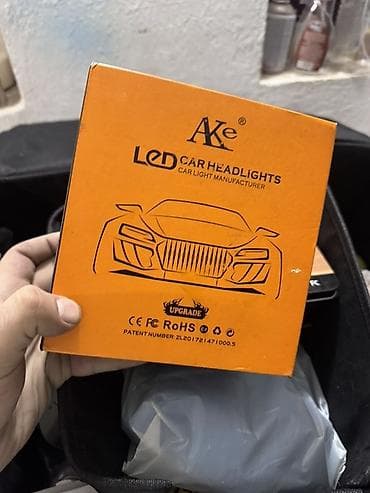 AKe®
LED CAR HEADLIGHTS
CAR LIGHT MANUFACTURER
UPGRADE
CE FC RoHS
PATENT NUMBER ZL201721471000.5
K